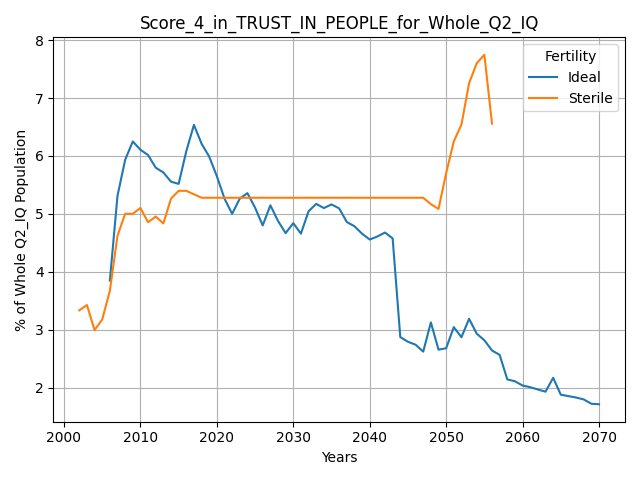 Score_4_in_TRUST_IN_PEOPLE_for_Whole_Q2_IQ
8
7
6
5
4
3
2
% of Whole Q2_IQ Population
Fertility
Ideal
Sterile
2000 2010 2020 2030 2040 2050 2060 2070
Years